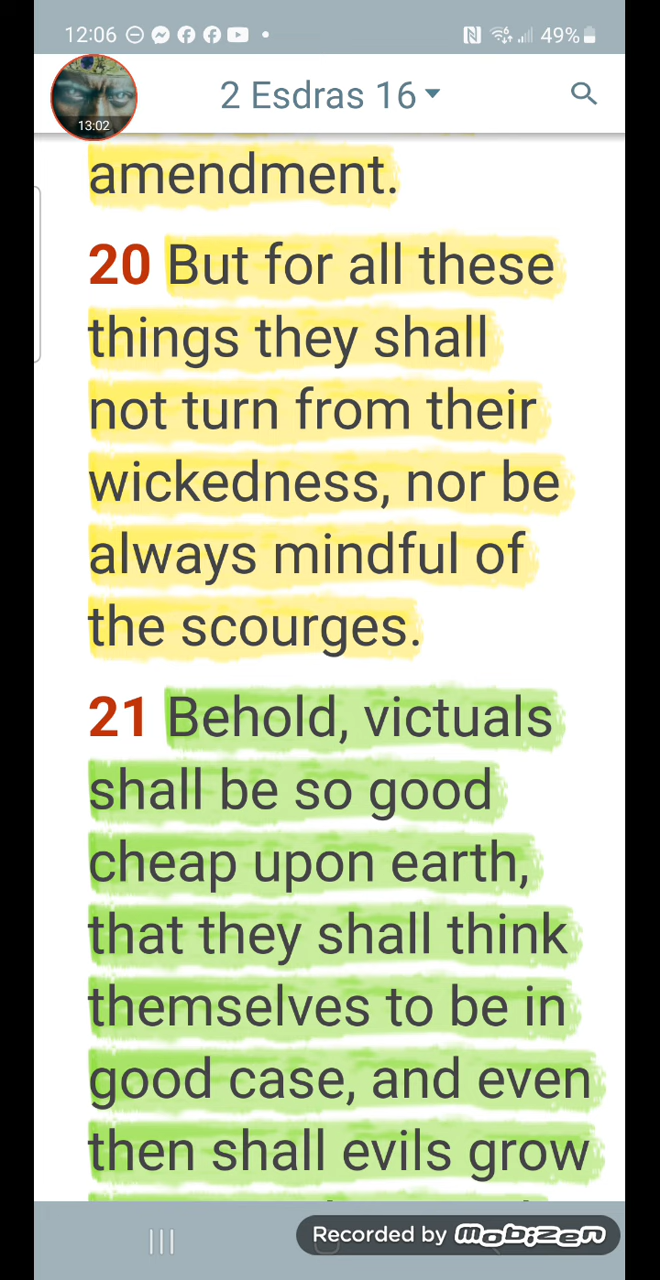 12:06 49%
13:02
2 Esdras 16
amendment.
20 But for all these
things they shall
not turn from their
wickedness, nor be
always mindful of
the scourges.
21 Behold, victuals
shall be so good
cheap upon earth,
that they shall think
themselves to be in
good case, and even
then shall evils grow
Recorded by mobizen